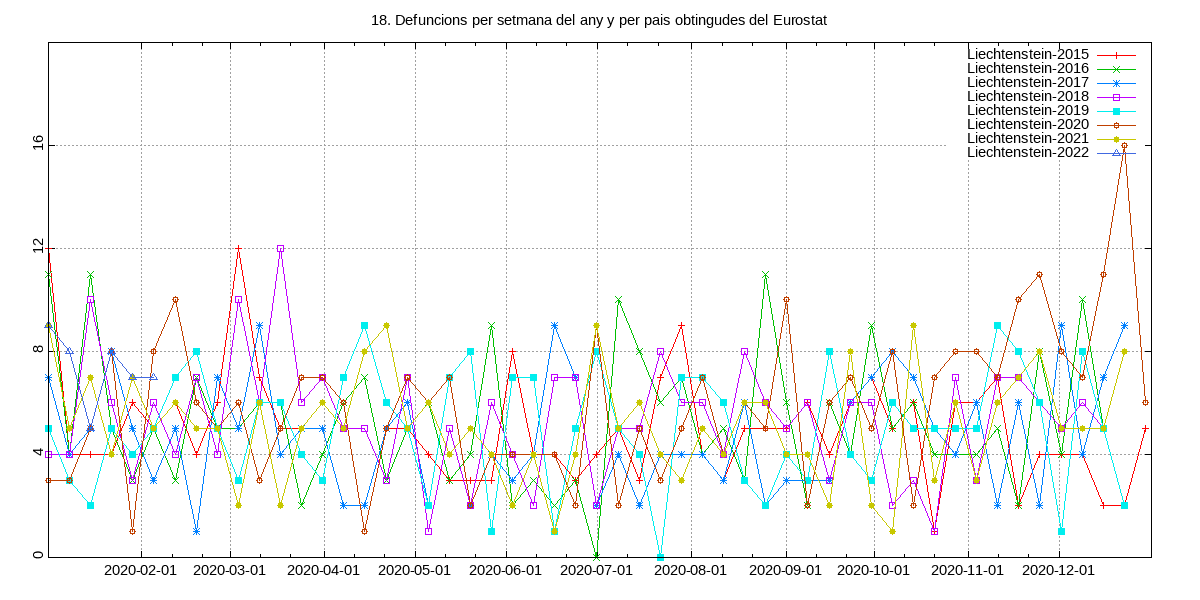 18. Defuncions per setmana del any y per pais obtingudes del Eurostat
Liechtenstein-2015
Liechtenstein-2016
Liechtenstein-2017
Liechtenstein-2018
Liechtenstein-2019
Liechtenstein-2020
Liechtenstein-2021
Liechtenstein-2022
16
12
8
4
0
2020-02-01 2020-03-01 2020-04-01 2020-05-01 2020-06-01 2020-07-01 2020-08-01 2020-09-01 2020-10-01 2020-11-01 2020-12-01